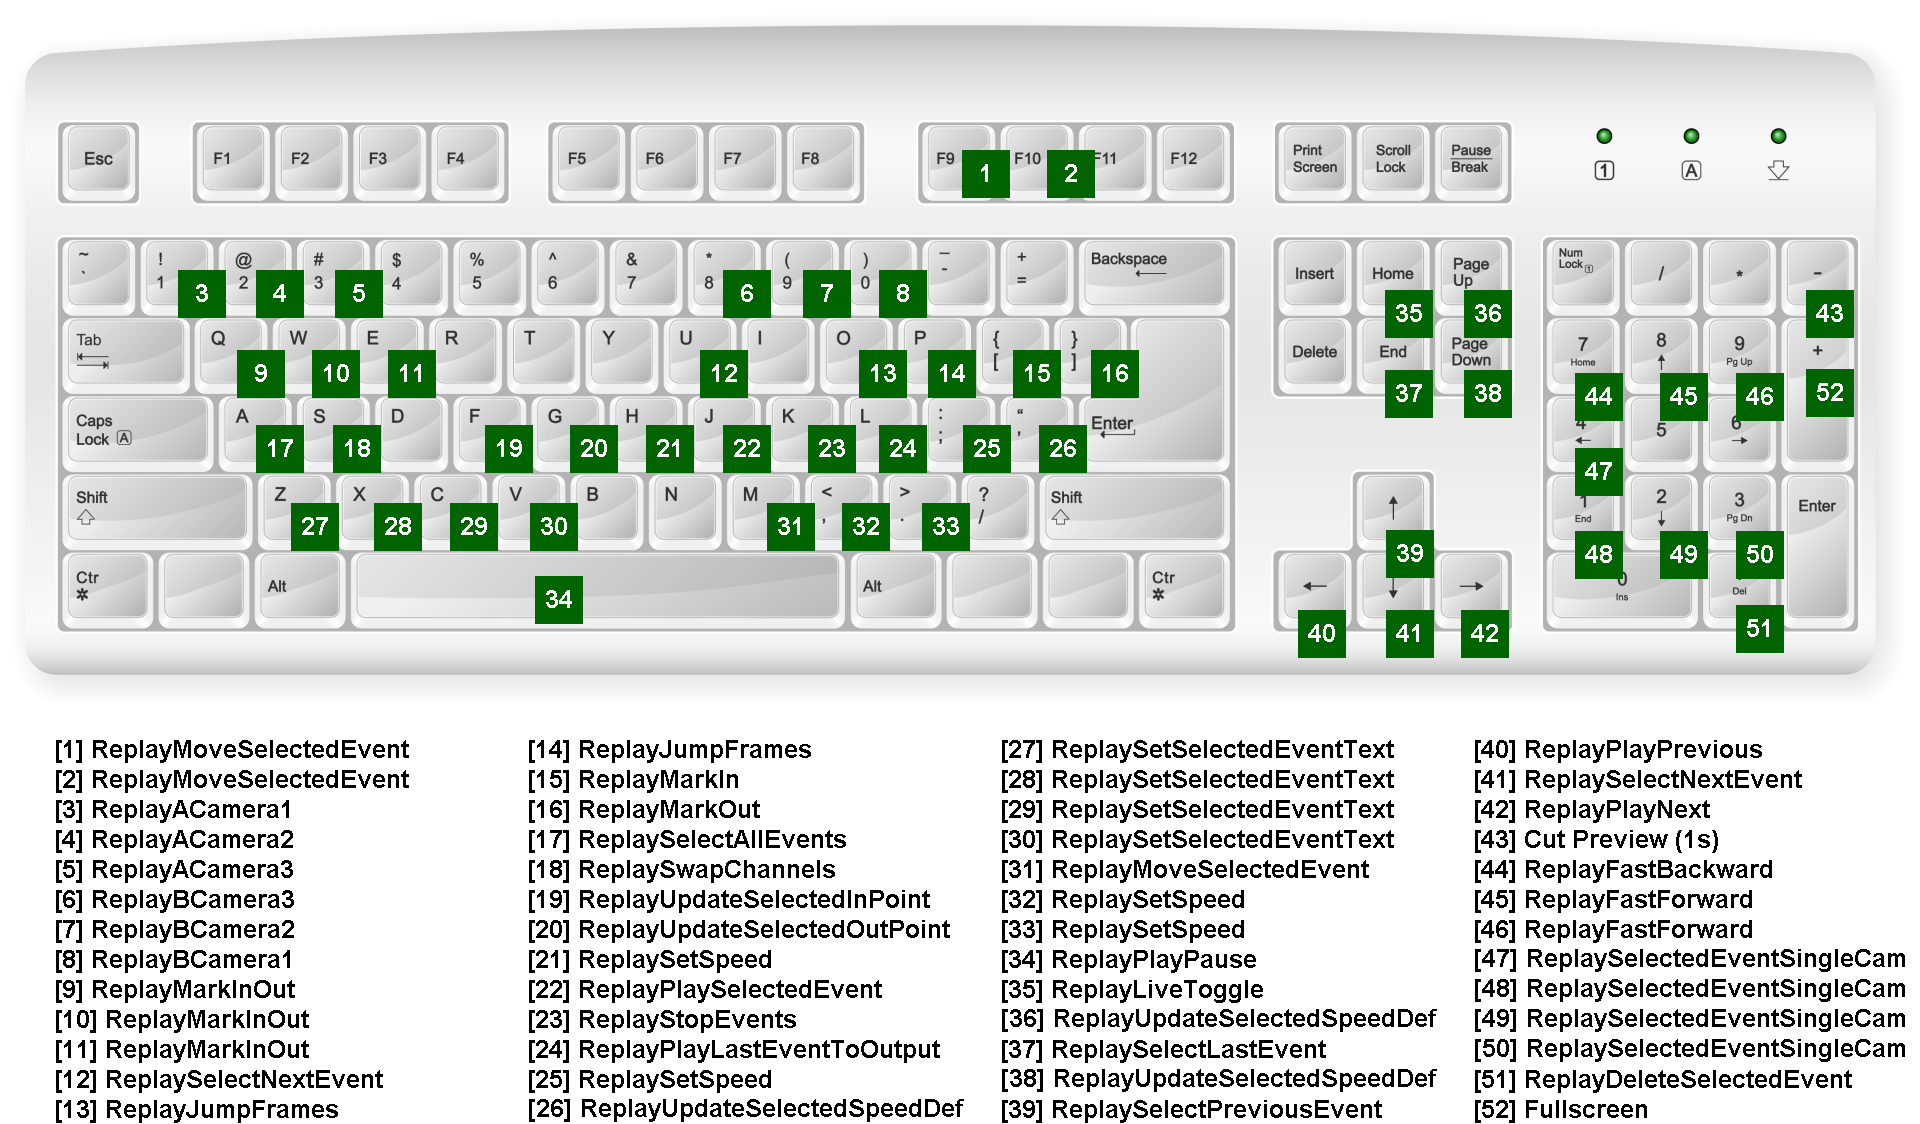 Esc F1 F2 F3 F4 F5 F6 F7 F8 F9 1 F10 2 F11 F12 Print Screen Scroll Lock Pause Break 1 A
~ ` ! 1 3 @ 2 4 # 3 5 $ 4 % 5 ^ 6 & 7 * 8 6 ( 9 7 ) 0 8 _ - + = Backspace Insert Home 35 Page Up 36 Num Lock 1 / * - 43
Tab Q 9 W 10 E 11 R T Y U 12 I O 13 P 14 { [ 15 } ] 16 Delete End 37 Page Down 38 7 Home 44 8 45 9 Pg Up 46 + 52
Caps Lock A A 17 S 18 D F 19 G 20 H 21 J 22 K 23 L 24 : ; 25 “ ‘ 26 Enter 4 47 5 6
Shift Z 27 X 28 C 29 V 30 B N M 31 < , 32 > . 33 ? / Shift 39 1 End 48 2 49 3 Pg Dn 50 Enter
Ctr Alt 34 Alt Ctr 40 41 42 0 Ins Del 51
[1] ReplayMoveSelectedEvent
[2] ReplayMoveSelectedEvent
[3] ReplayACamera1
[4] ReplayACamera2
[5] ReplayACamera3
[6] ReplayBCamera3
[7] ReplayBCamera2
[8] ReplayBCamera1
[9] ReplayMarkInOut
[10] ReplayMarkInOut
[11] ReplayMarkInOut
[12] ReplaySelectNextEvent
[13] ReplayJumpFrames
[14] ReplayJumpFrames
[15] ReplayMarkIn
[16] ReplayMarkOut
[17] ReplaySelectAllEvents
[18] ReplaySwapChannels
[19] ReplayUpdateSelectedInPoint
[20] ReplayUpdateSelectedOutPoint
[21] ReplaySetSpeed
[22] ReplayPlaySelectedEvent
[23] ReplayStopEvents
[24] ReplayPlayLastEventToOutput
[25] ReplaySetSpeed
[26] ReplayUpdateSelectedSpeedDef
[27] ReplaySetSelectedEventText
[28] ReplaySetSelectedEventText
[29] ReplaySetSelectedEventText
[30] ReplaySetSelectedEventText
[31] ReplayMoveSelectedEvent
[32] ReplaySetSpeed
[33] ReplaySetSpeed
[34] ReplayPlayPause
[35] ReplayLiveToggle
[36] ReplayUpdateSelectedSpeedDef
[37] ReplaySelectLastEvent
[38] ReplayUpdateSelectedSpeedDef
[39] ReplaySelectPreviousEvent
[40] ReplayPlayPrevious
[41] ReplaySelectNextEvent
[42] ReplayPlayNext
[43] Cut Preview (1s)
[44] ReplayFastBackward
[45] ReplayFastForward
[46] ReplayFastForward
[47] ReplaySelectedEventSingleCam
[48] ReplaySelectedEventSingleCam
[49] ReplaySelectedEventSingleCam
[50] ReplaySelectedEventSingleCam
[51] ReplayDeleteSelectedEvent
[52] Fullscreen